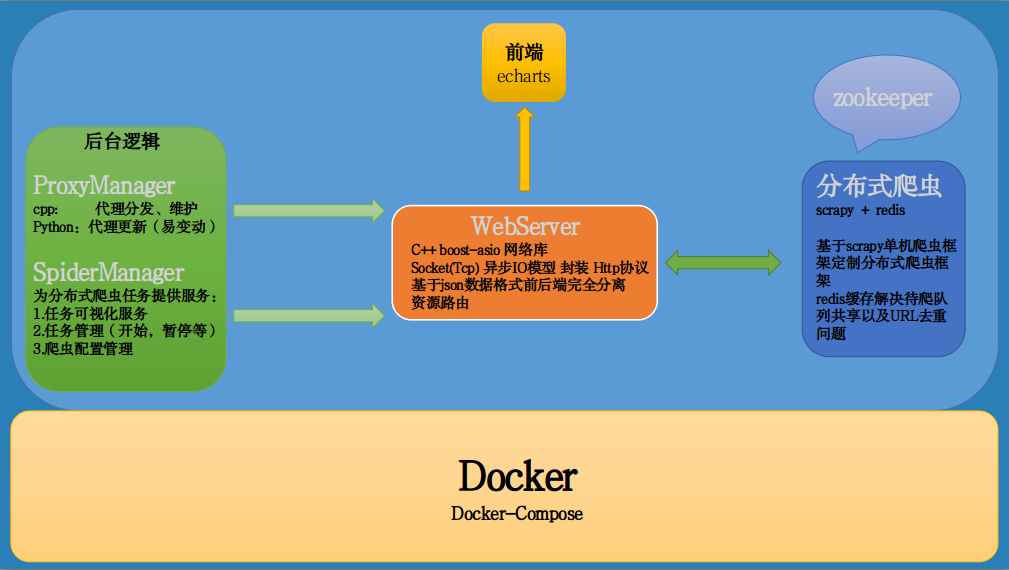 前端
echarts
zookeeper
后台逻辑
ProxyManager
cpp: 代理分发、维护
Python: 代理更新（易变动）
SpiderManager
为分布式爬虫任务提供服务：
1.任务可视化服务
2.任务管理（开始，暂停等）
3.爬虫配置管理
WebServer
C++ boost-asio 网络库
Socket(Tcp) 异步IO模型 封装 Http协议
基于json数据格式前后端完全分离
资源路由
分布式爬虫
scrapy + redis
基于scrapy单机爬虫框
架定制分布式爬虫框
架
redis缓存解决待爬队
列共享以及URL去重
问题
Docker
Docker-Compose